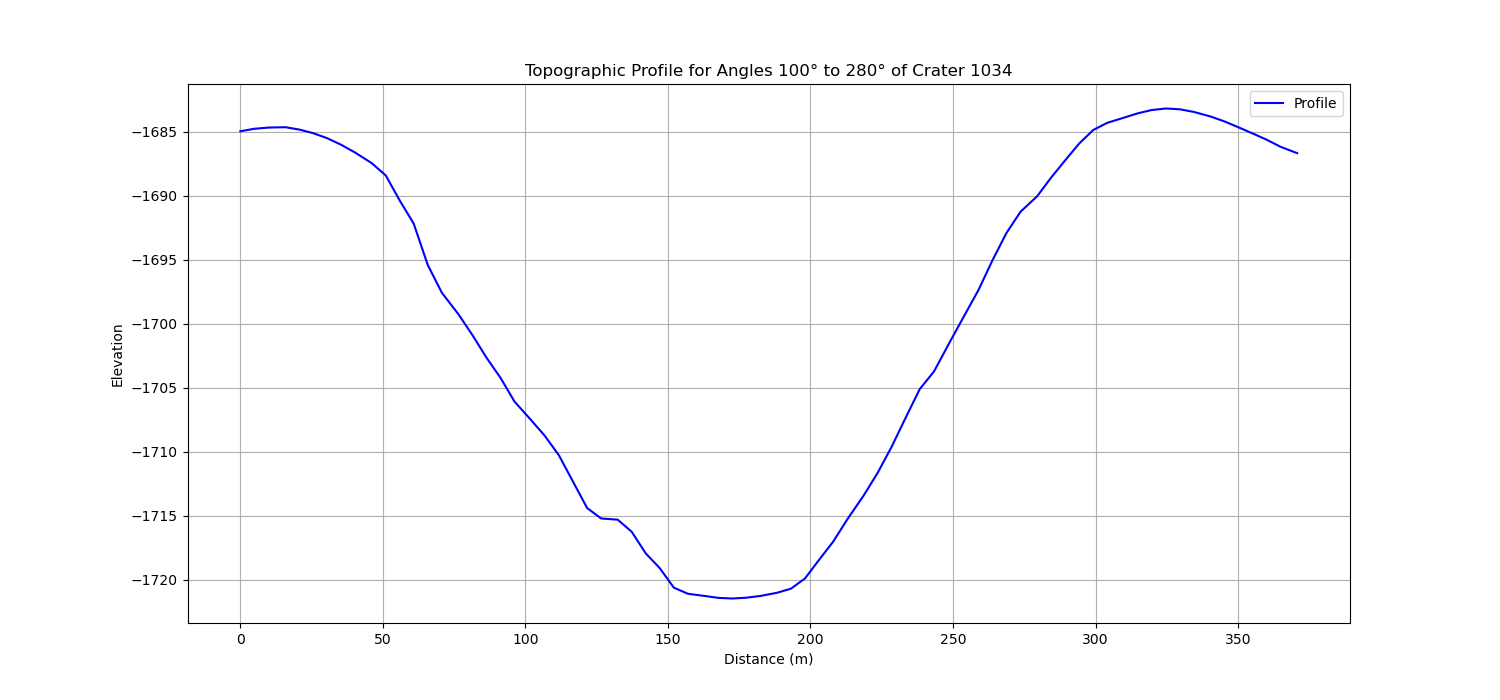 Topographic Profile for Angles 100° to 280° of Crater 1034
Profile
Elevation
−1685
−1690
−1695
−1700
−1705
−1710
−1715
−1720
0 50 100 150 200 250 300 350
Distance (m)